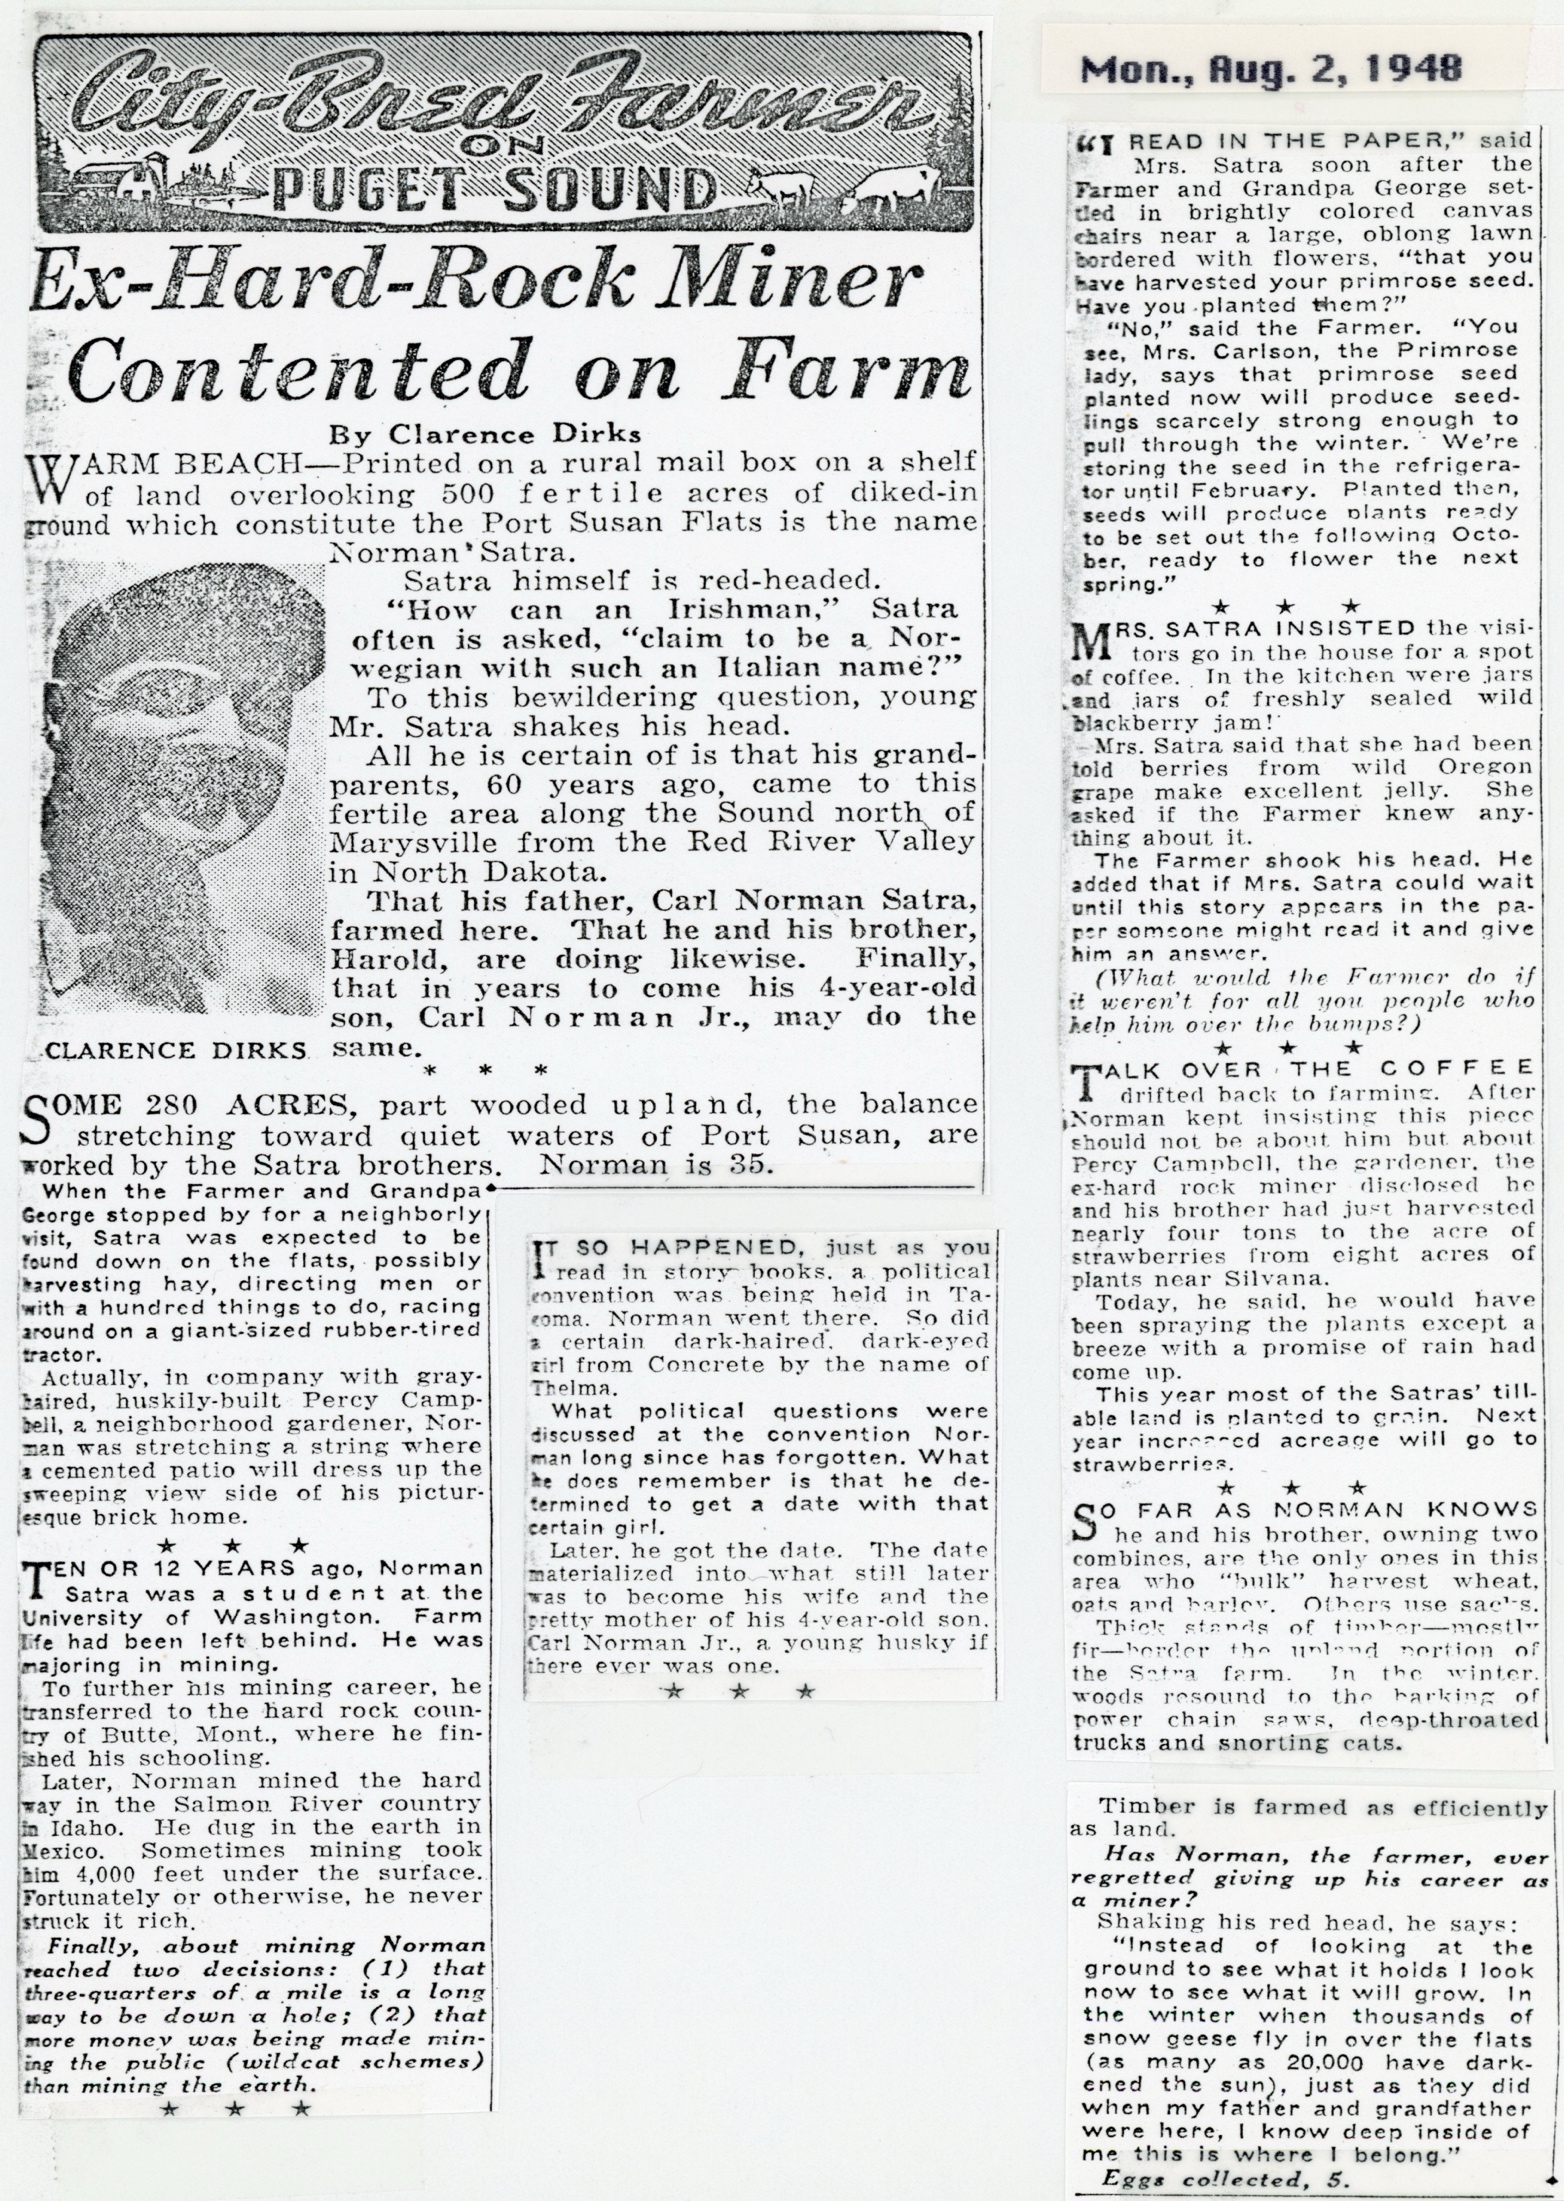 City-Bred Farmer
ON
PUGET SOUND
Ex-Hard-Rock Miner
Contented on Farm
By Clarence Dirks
WARM BEACH—Printed on a rural mail box on a shelf
of land overlooking 500 fertile acres of diked-in
ground which constitute the Port Susan Flats is the name
Norman Satra.
Satra himself is red-headed.
"How can an Irishman," Satra
often is asked, "claim to be a Nor-
wegian with such an Italian name?"
To this bewildering question, young
Mr. Satra shakes his head.
All he is certain of is that his grand-
parents, 60 years ago, came to this
fertile area along the Sound north of
Marysville from the Red River Valley
in North Dakota.
That his father, Carl Norman Satra,
farmed here. That he and his brother,
Harold, are doing likewise. Finally,
that in years to come his 4-year-old
son, Carl Norman Jr., may do the
same.
CLARENCE DIRKS
* * *
SOME 280 ACRES, part wooded upland, the balance
stretching toward quiet waters of Port Susan, are
worked by the Satra brothers. Norman is 35.
When the Farmer and Grandpa
George stopped by for a neighborly
visit, Satra was expected to be
found down on the flats, possibly
harvesting hay, directing men or
with a hundred things to do, racing
around on a giant-sized rubber-tired
tractor.
Actually, in company with gray-
haired, huskily-built Percy Camp-
bell, a neighborhood gardener, Nor-
man was stretching a string where
a cemented patio will dress up the
sweeping view side of his pictur-
esque brick home.
★ ★ ★
TEN OR 12 YEARS ago, Norman
Satra was a student at the
University of Washington. Farm
life had been left behind. He was
majoring in mining.
To further his mining career, he
transferred to the hard rock coun-
try of Butte, Mont., where he fin-
ished his schooling.
Later, Norman mined the hard
way in the Salmon River country
in Idaho. He dug in the earth in
Mexico. Sometimes mining took
him 4,000 feet under the surface.
Fortunately or otherwise, he never
struck it rich.
Finally, about mining Norman
reached two decisions: (1) that
three-quarters of a mile is a long
way to be down a hole; (2) that
more money was being made min-
ing the public (wildcat schemes)
than mining the earth.
★ ★ ★
IT SO HAPPENED, just as you
read in story books, a political
convention was being held in Ta-
coma. Norman went there. So did
a certain dark-haired, dark-eyed
girl from Concrete by the name of
Thelma.
What political questions were
discussed at the convention Nor-
man long since has forgotten. What
he does remember is that he de-
termined to get a date with that
certain girl.
Later, he got the date. The date
materialized into what still later
was to become his wife and the
pretty mother of his 4-year-old son.
Carl Norman Jr., a young husky if
there ever was one.
★ ★ ★
Mon., Aug. 2, 1948
"I READ IN THE PAPER," said
Mrs. Satra soon after the
Farmer and Grandpa George set-
tled in brightly colored canvas
chairs near a large, oblong lawn
bordered with flowers, "that you
have harvested your primrose seed.
Have you planted them?"
"No," said the Farmer. "You
see, Mrs. Carlson, the Primrose
lady, says that primrose seed
planted now will produce seed-
lings scarcely strong enough to
pull through the winter. We're
storing the seed in the refrigera-
tor until February. Planted then,
seeds will produce plants ready
to be set out the following Octo-
ber, ready to flower the next
spring."
★ ★ ★
MRS. SATRA INSISTED the visi-
tors go in the house for a spot
of coffee. In the kitchen were jars
and jars of freshly sealed wild
blackberry jam!
Mrs. Satra said that she had been
told berries from wild Oregon
grape make excellent jelly. She
asked if the Farmer knew any-
thing about it.
The Farmer shook his head. He
added that if Mrs. Satra could wait
until this story appears in the pa-
per someone might read it and give
him an answer.
(What would the Farmer do if
it weren't for all you people who
help him over the bumps?)
★ ★ ★
TALK OVER THE COFFEE
drifted back to farming. After
Norman kept insisting this piece
should not be about him but about
Percy Campbell, the gardener, the
ex-hard rock miner disclosed he
and his brother had just harvested
nearly four tons to the acre of
strawberries from eight acres of
plants near Silvana.
Today, he said, he would have
been spraying the plants except a
breeze with a promise of rain had
come up.
This year most of the Satras' till-
able land is planted to grain. Next
year increased acreage will go to
strawberries.
★ ★ ★
SO FAR AS NORMAN KNOWS
he and his brother, owning two
combines, are the only ones in this
area who "bulk" harvest wheat,
oats and barley. Others use sacks.
Thick stands of timber—mostly
fir—border the upland portion of
the Satra farm. In the winter,
woods resound to the barking of
power chain saws, deep-throated
trucks and snorting cats.
Timber is farmed as efficiently
as land.
Has Norman, the farmer, ever
regretted giving up his career as
a miner?
Shaking his red head, he says:
"Instead of looking at the
ground to see what it holds I look
now to see what it will grow. In
the winter when thousands of
snow geese fly in over the flats
(as many as 20,000 have dark-
ened the sun), just as they did
when my father and grandfather
were here, I know deep inside of
me this is where I belong."
Eggs collected, 5.